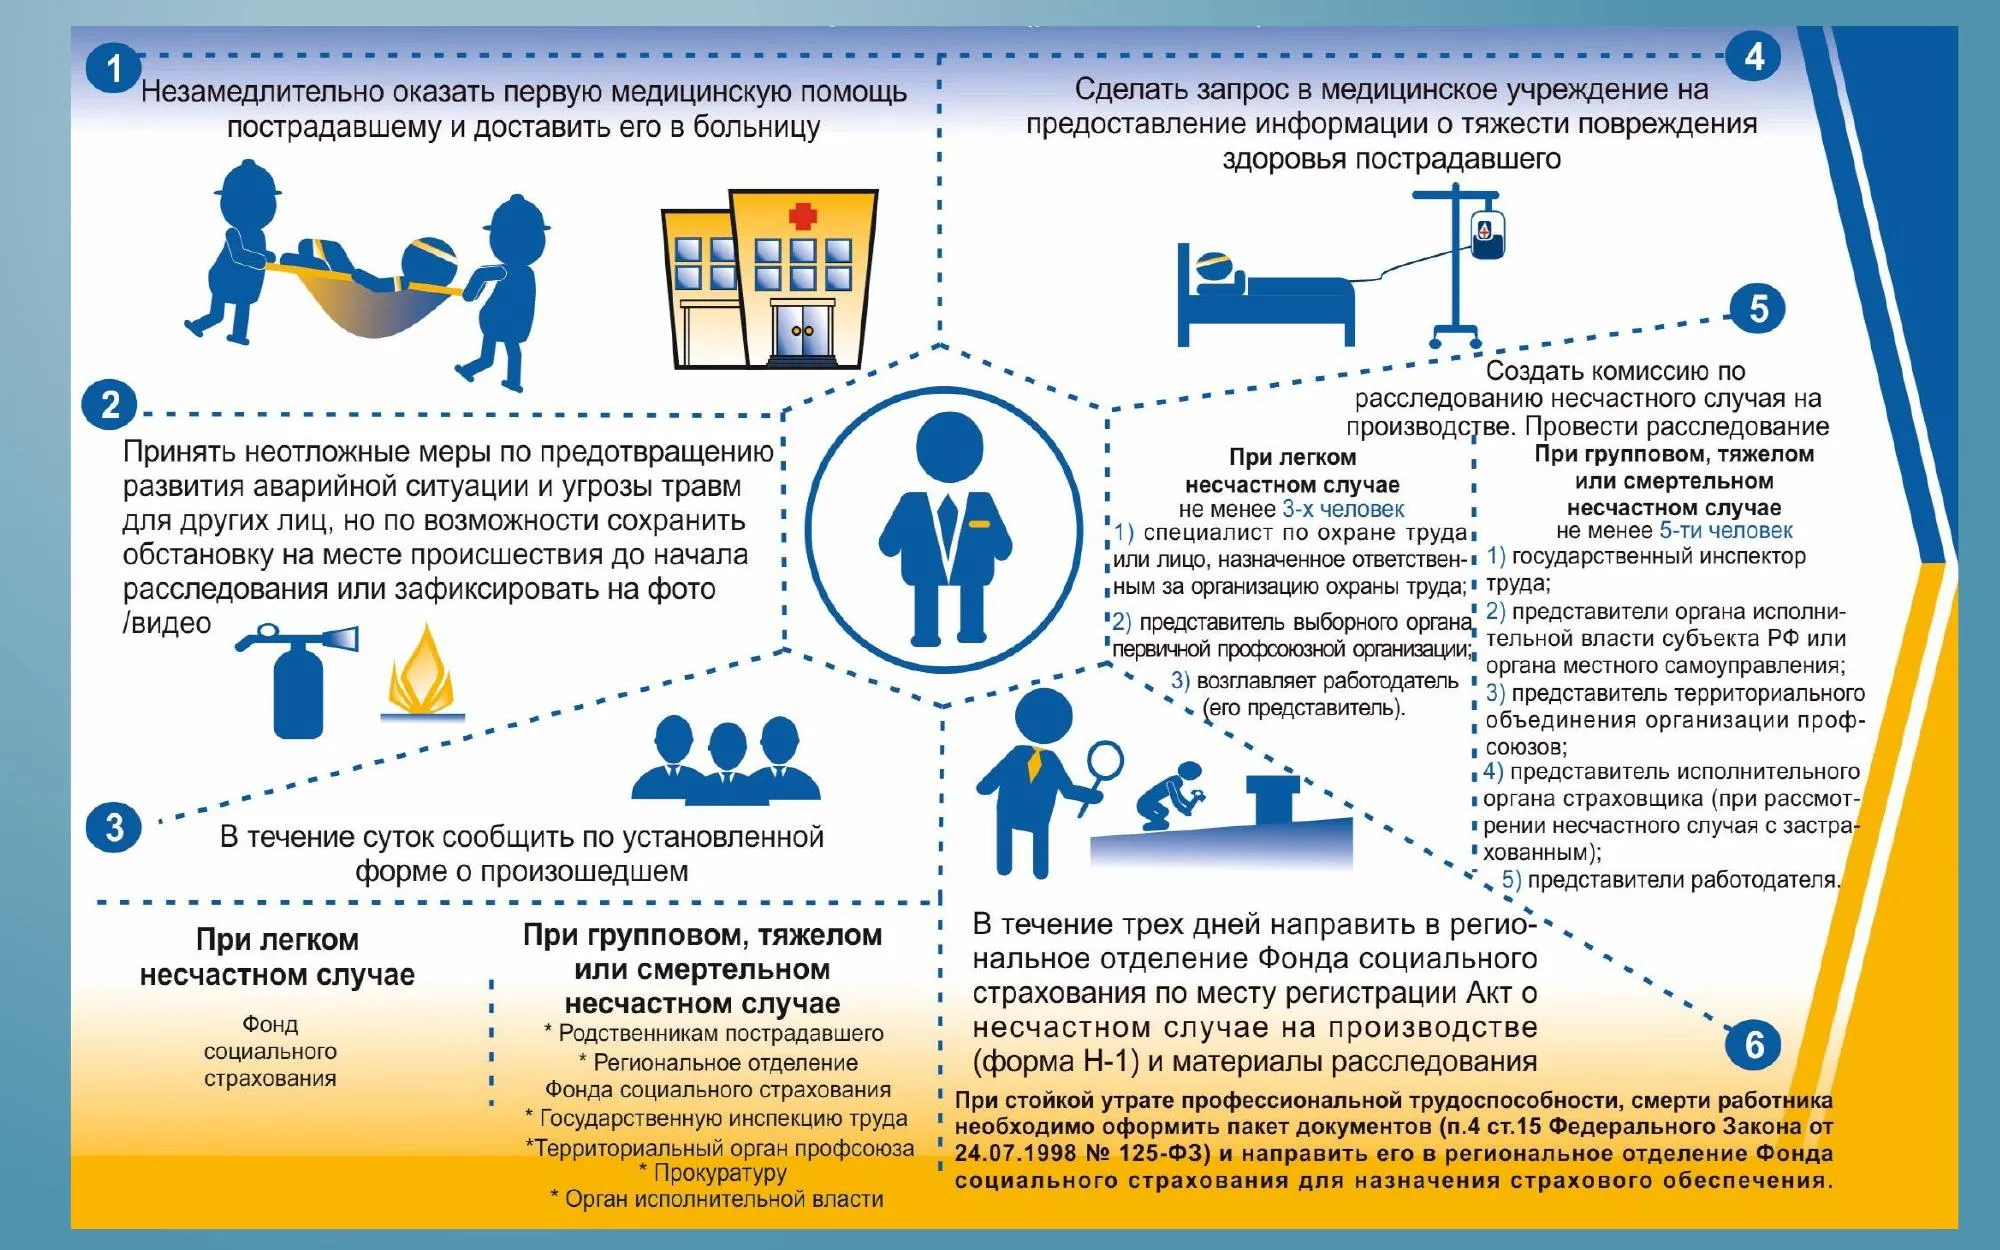 1
Незамедлительно оказать первую медицинскую помощь
пострадавшему и доставить его в больницу
2
Принять неотложные меры по предотвращению
развития аварийной ситуации и угрозы травм
для других лиц, но по возможности сохранить
обстановку на месте происшествия до начала
расследования или зафиксировать на фото
/видео
3
В течение суток сообщить по установленной
форме о произошедшем
При легком
несчастном случае
Фонд
социального
страхования
При групповом, тяжелом
или смертельном
несчастном случае
* Родственникам пострадавшего
* Региональное отделение
Фонда социального страхования
* Государственную инспекцию труда
*Территориальный орган профсоюза
* Прокуратуру
* Орган исполнительной власти
4
Сделать запрос в медицинское учреждение на
предоставление информации о тяжести повреждения
здоровья пострадавшего
5
Создать комиссию по
расследованию несчастного случая на
производстве. Провести расследование
При легком
несчастном случае
не менее 3-х человек
1) специалист по охране труда
или лицо, назначенное ответствен-
ным за организацию охраны труда;
2) представитель выборного органа
первичной профсоюзной организации;
3) возглавляет работодатель
(его представитель).
При групповом, тяжелом
или смертельном
несчастном случае
не менее 5-ти человек
1) государственный инспектор
труда;
2) представители органа исполни-
тельной власти субъекта РФ или
органа местного самоуправления;
3) представитель территориального
объединения организации проф-
союзов;
4) представитель исполнительного
органа страховщика (при рассмот-
рении несчастного случая с застра-
хованным);
5) представители работодателя.
6
В течение трех дней направить в регио-
нальное отделение Фонда социального
страхования по месту регистрации Акт о
несчастном случае на производстве
(форма Н-1) и материалы расследования
При стойкой утрате профессиональной трудоспособности, смерти работника
необходимо оформить пакет документов (п.4 ст.15 Федерального Закона от
24.07.1998 № 125-ФЗ) и направить его в региональное отделение Фонда
социального страхования для назначения страхового обеспечения.